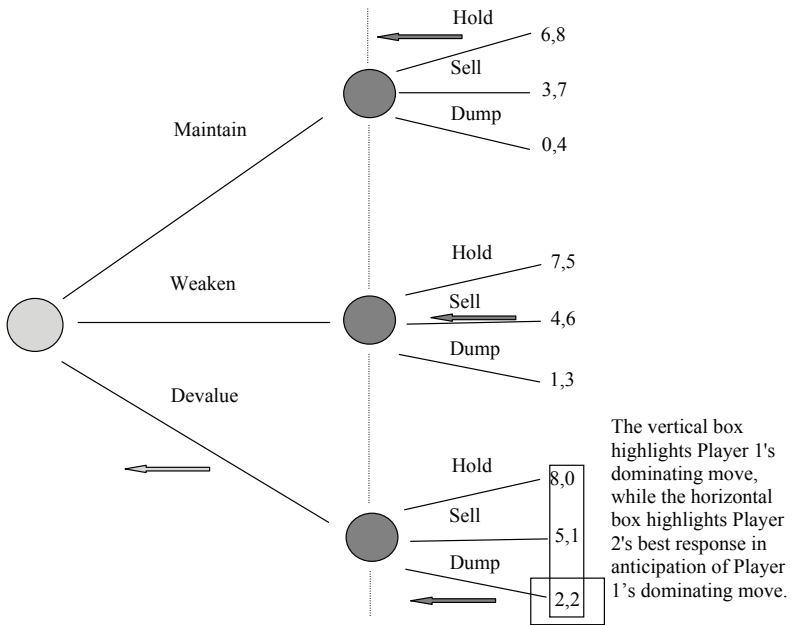 Hold
6,8
Sell
3,7
Dump
0,4
Maintain
Hold
7,5
Weaken
Sell
4,6
Dump
1,3
Devalue
Hold
8,0
Sell
5,1
Dump
2,2
The vertical box
highlights Player 1's
dominating move,
while the horizontal
box highlights Player
2's best response in
anticipation of Player
1’s dominating move.